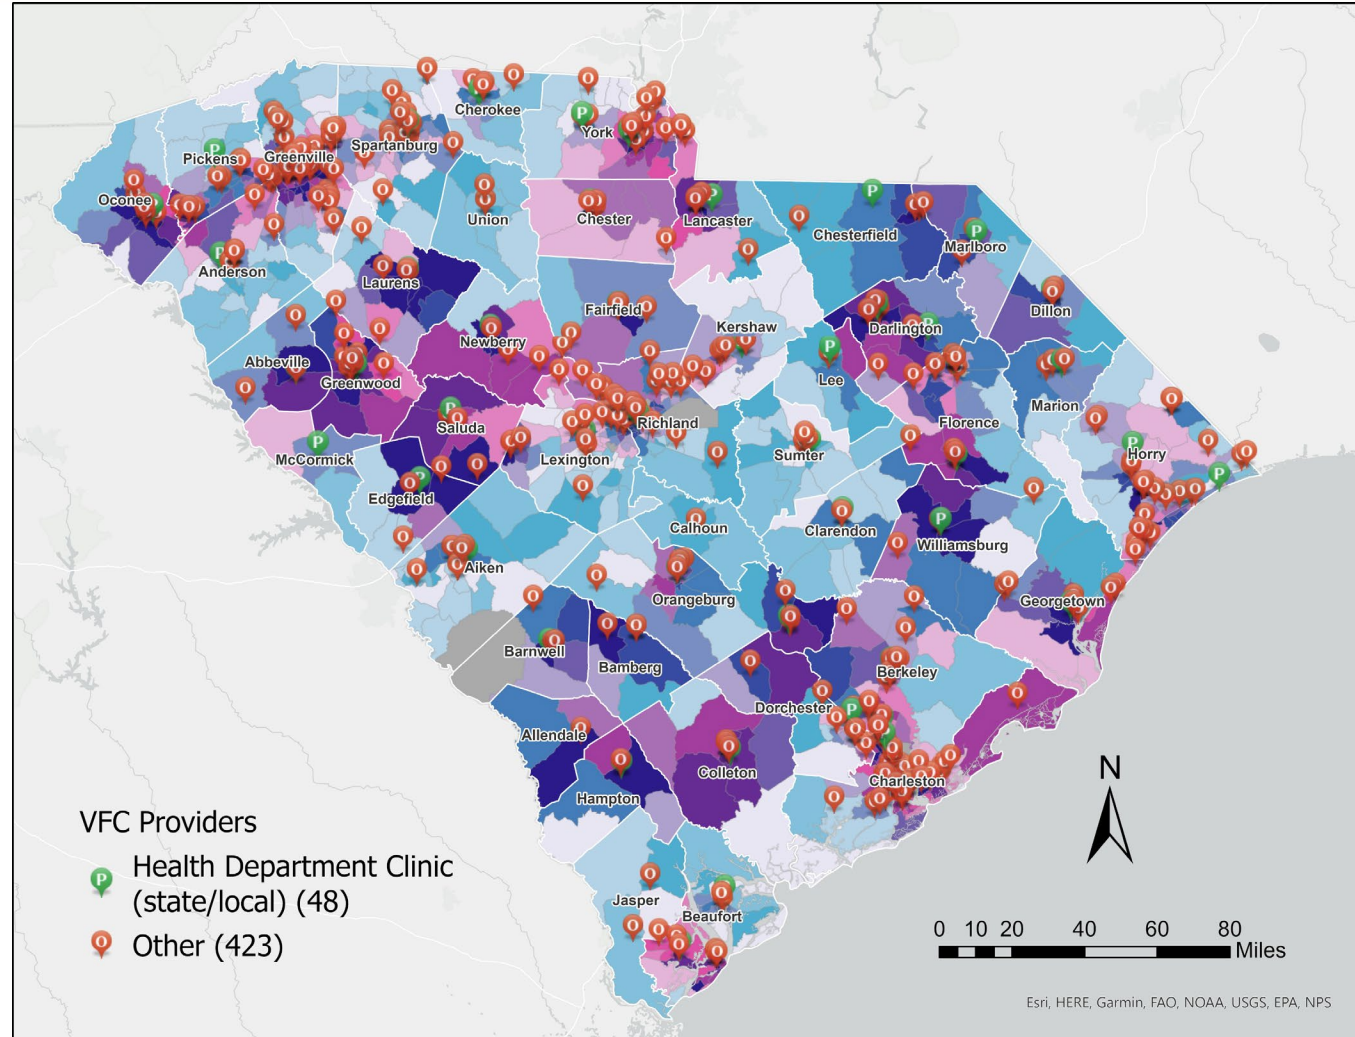 Cherokee
York
Spartanburg
Greenville
Pickens
Oconee
Union
Chester
Lancaster
Chesterfield
Marlboro
Anderson
Laurens
Fairfield
Kershaw
Darlington
Dillon
Newberry
Abbeville
Greenwood
Lee
Marion
Saluda
Richland
Florence
McCormick
Lexington
Sumter
Horry
Edgefield
Calhoun
Clarendon
Williamsburg
Aiken
Orangeburg
Georgetown
Barnwell
Bamberg
Berkeley
Dorchester
Allendale
Colleton
Charleston
Hampton
Jasper
Beaufort
N
VFC Providers
P Health Department Clinic
(state/local) (48)
O Other (423)
0 10 20 40 60 80
Miles
Esri, HERE, Garmin, FAO, NOAA, USGS, EPA, NPS